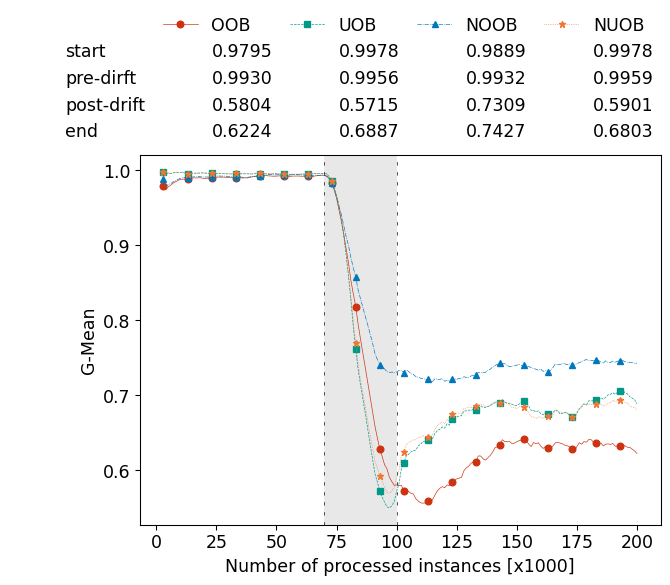 OOB UOB NOOB NUOB
start 0.9795 0.9978 0.9889 0.9978
pre-dirft 0.9930 0.9956 0.9932 0.9959
post-drift 0.5804 0.5715 0.7309 0.5901
end 0.6224 0.6887 0.7427 0.6803
1.0
0.9
0.8
0.7
0.6
G-Mean
0 25 50 75 100 125 150 175 200
Number of processed instances [x1000]